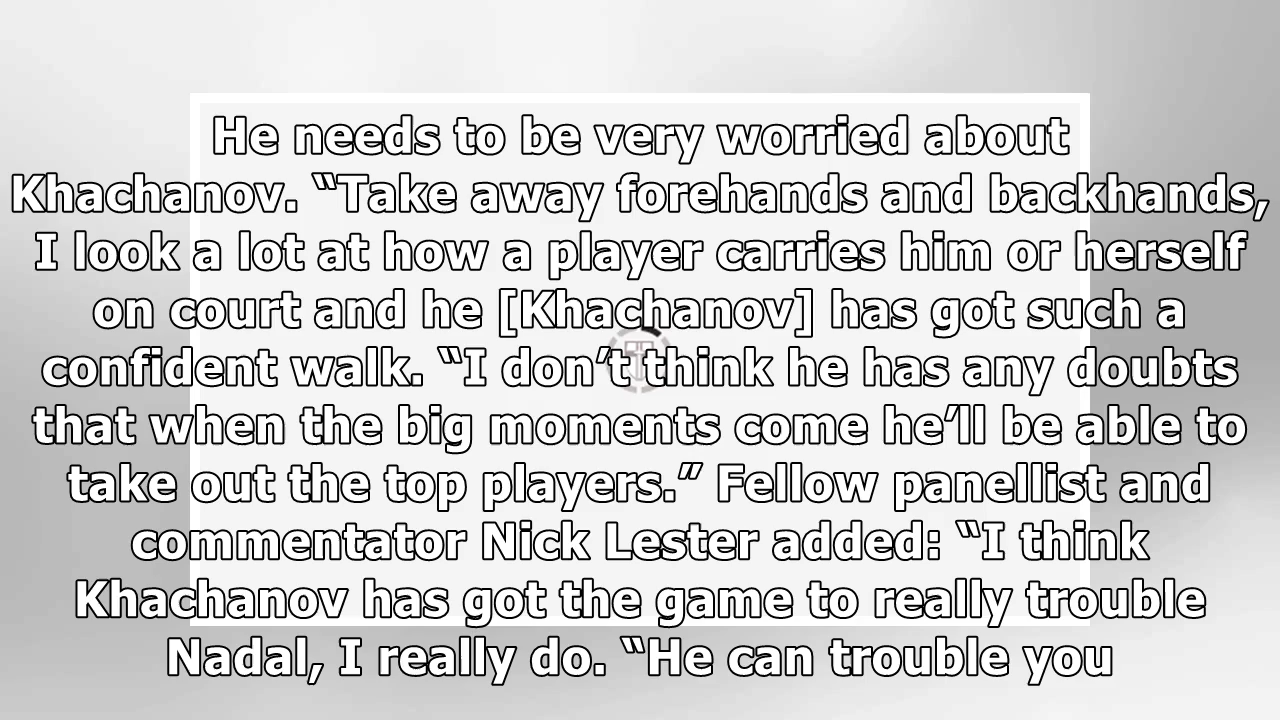 He needs to be very worried about
Khachanov. “Take away forehands and backhands,
I look a lot at how a player carries him or herself
on court and he [Khachanov] has got such a
confident walk. “I don’t think he has any doubts
that when the big moments come he’ll be able to
take out the top players.” Fellow panellist and
commentator Nick Lester added: “I think
Khachanov has got the game to really trouble
Nadal, I really do. “He can trouble you